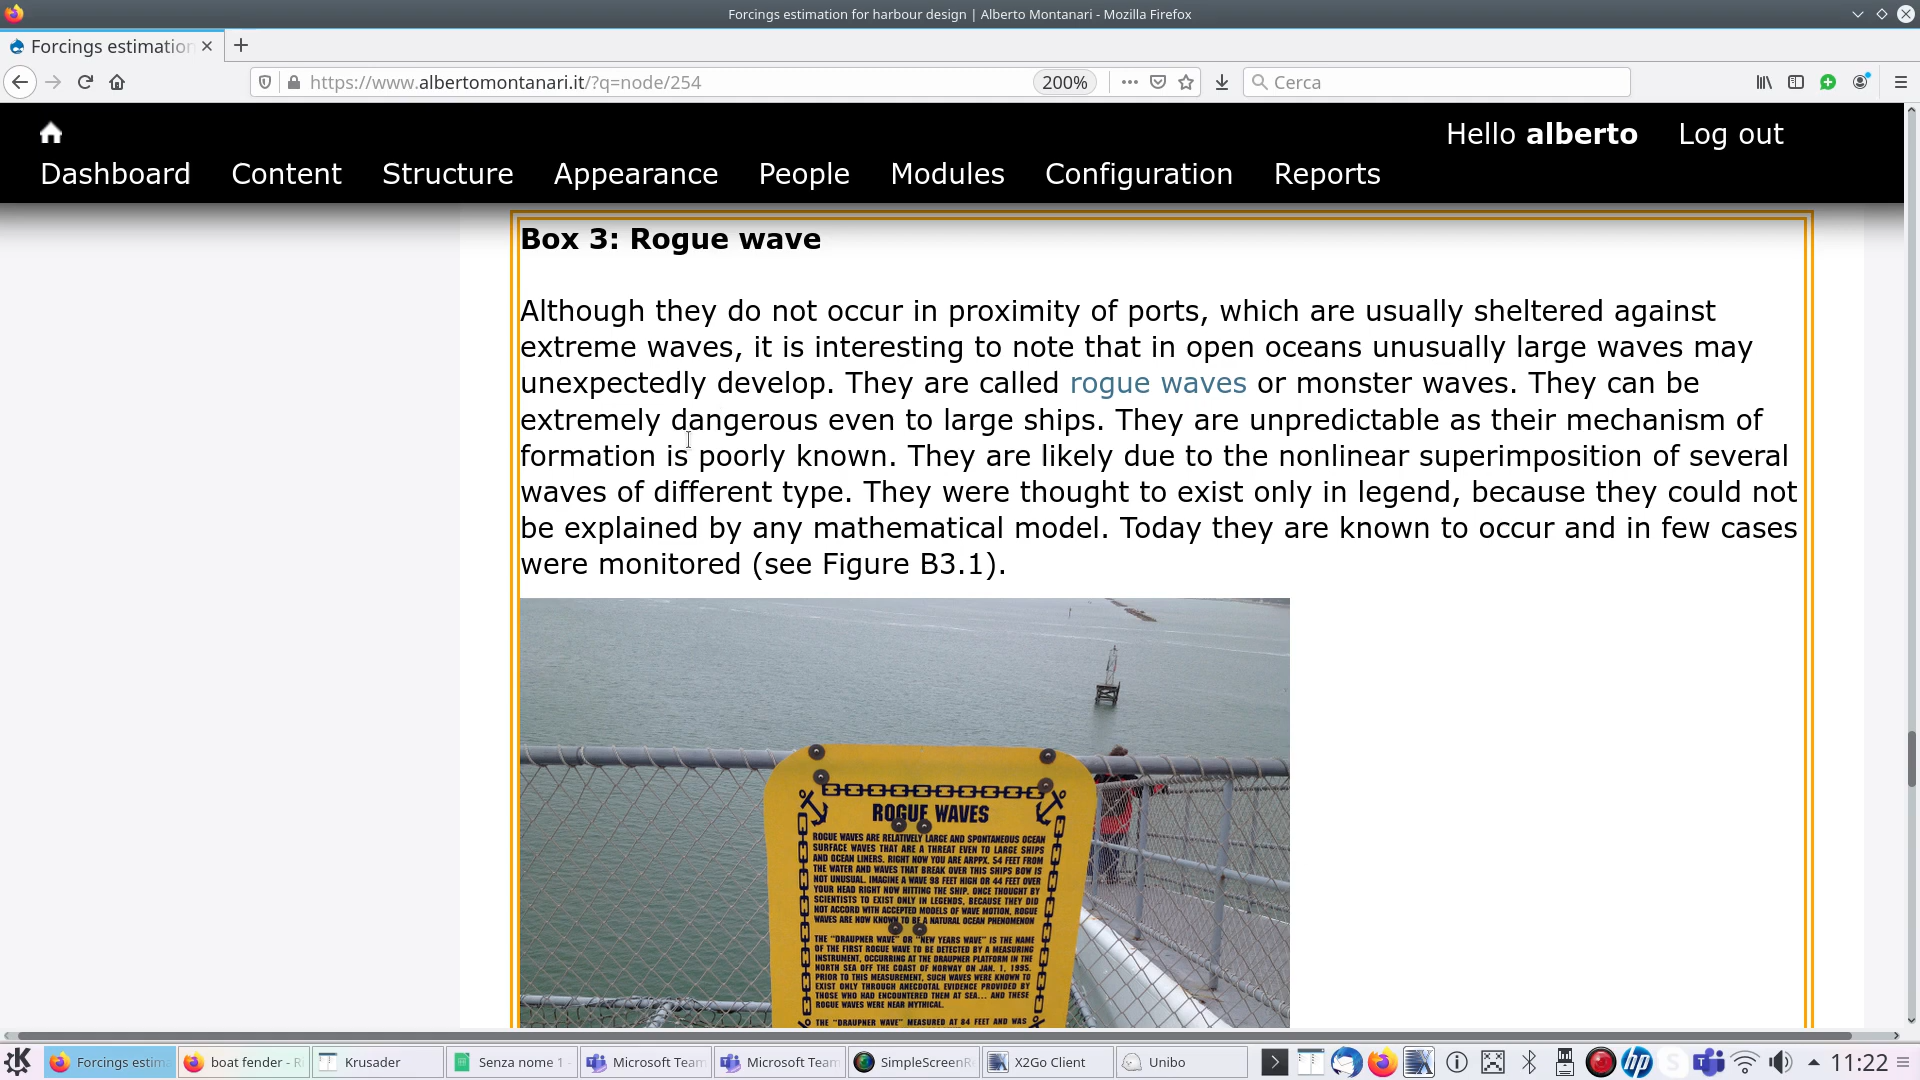 Forcings estimation for harbour design | Alberto Montanari - Mozilla Firefox
Forcings estimation
https://www.albertomontanari.it/?q=node/254
200%
Cerca
Hello alberto Log out
Dashboard Content Structure Appearance People Modules Configuration Reports
Box 3: Rogue wave
Although they do not occur in proximity of ports, which are usually sheltered against
extreme waves, it is interesting to note that in open oceans unusually large waves may
unexpectedly develop. They are called rogue waves or monster waves. They can be
extremely dangerous even to large ships. They are unpredictable as their mechanism of
formation is poorly known. They are likely due to the nonlinear superimposition of several
waves of different type. They were thought to exist only in legend, because they could not
be explained by any mathematical model. Today they are known to occur and in few cases
were monitored (see Figure B3.1).
ROGUE WAVES
ROGUE WAVES ARE RELATIVELY LARGE AND SPONTANEOUS OCEAN
SURFACE WAVES THAT ARE A THREAT EVEN TO LARGE SHIPS
AND OCEAN LINERS. RIGHT NOW YOU ARE ARPPX. 54 FEET FROM
THE WATER AND WAVES THAT BREAK OVER THIS SHIPS BOW IS
NOT UNUSUAL. IMAGINE A WAVE 98 FEET HIGH OR 44 FEET OVER
YOUR HEAD RIGHT NOW HITTING THE SHIP. ONCE THOUGHT BY
SCIENTISTS TO EXIST ONLY IN LEGENDS, BECAUSE THEY DID
NOT ACCORD WITH ACCEPTED MODELS OF WAVE MOTION, ROGUE
WAVES ARE NOW KNOWN TO BE A NATURAL OCEAN PHENOMENON
THE "DRAUPNER WAVE" OR "NEW YEARS WAVE" IS THE NAME
OF THE FIRST ROGUE WAVE TO BE DETECTED BY A MEASURING
INSTRUMENT, OCCURRING AT THE DRAUPNER PLATFORM IN THE
NORTH SEA OFF THE COAST OF NORWAY ON JAN. 1, 1995.
PRIOR TO THIS MEASUREMENT, SUCH WAVES WERE KNOWN TO
EXIST ONLY THROUGH ANECDOTAL EVIDENCE PROVIDED BY
THOSE WHO HAD ENCOUNTERED THEM AT SEA... AND THESE
ROGUE WAVES WERE NEAR MYTHICAL.
THE "DRAUPNER WAVE" MEASURED AT 84 FEET AND WAS
Forcings estim boat fender - Ri Krusader Senza nome 1 - Microsoft Team Microsoft Team SimpleScreenRe X2Go Client Unibo hp 11:22